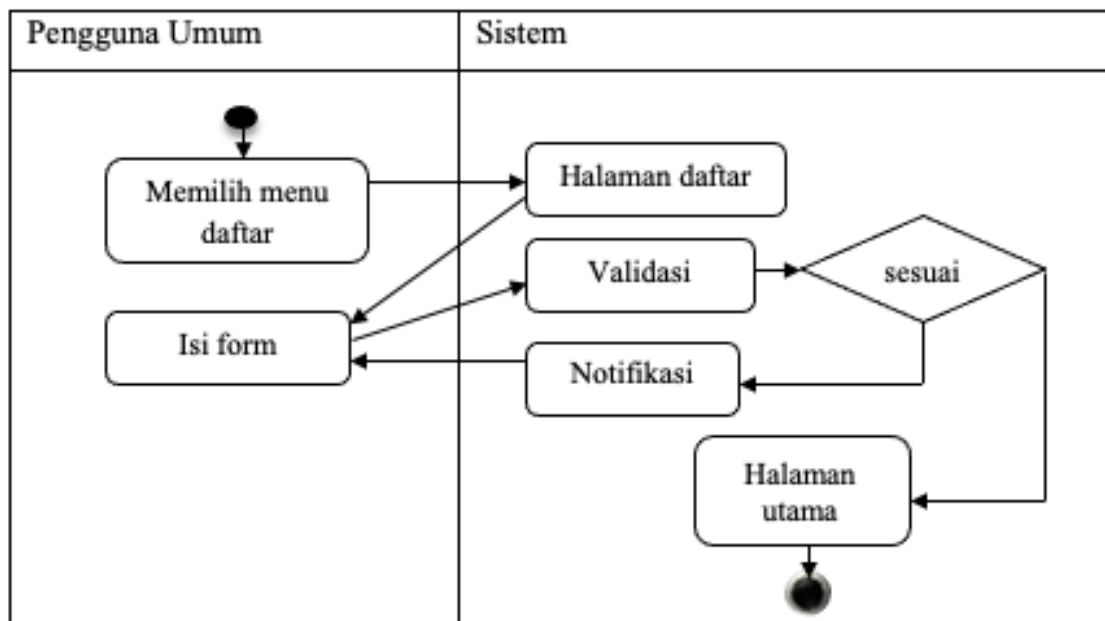 Pengguna Umum
Sistem
Memilih menu
daftar
Halaman daftar
Validasi
sesuai
Isi form
Notifikasi
Halaman
utama